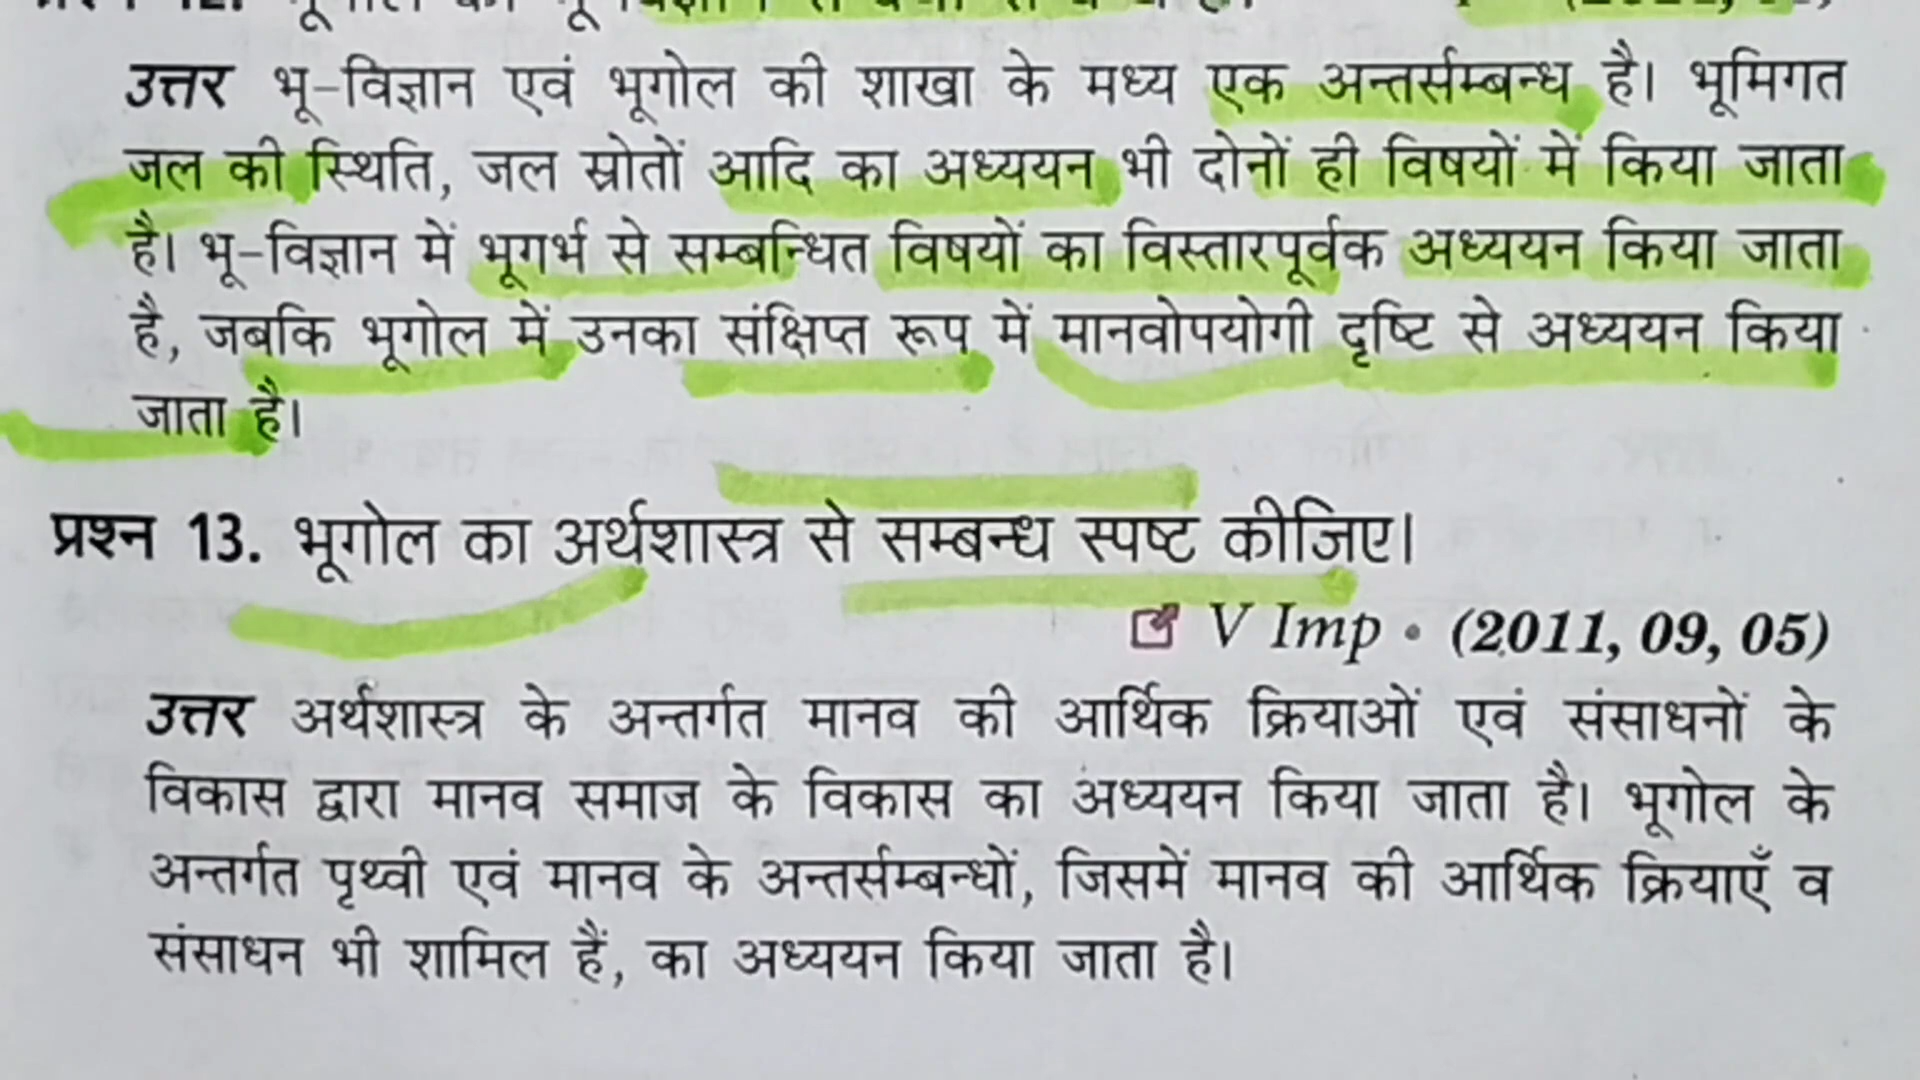 उत्तर भू-विज्ञान एवं भूगोल की शाखा के मध्य एक अन्तर्सम्बन्ध है। भूमिगत
जल की स्थिति, जल स्रोतों आदि का अध्ययन भी दोनों ही विषयों में किया जाता
है। भू-विज्ञान में भूगर्भ से सम्बन्धित विषयों का विस्तारपूर्वक अध्ययन किया जाता
है, जबकि भूगोल में उनका संक्षिप्त रूप में मानवोपयोगी दृष्टि से अध्ययन किया
जाता है।
प्रश्न 13. भूगोल का अर्थशास्त्र से सम्बन्ध स्पष्ट कीजिए।
V Imp • (2011, 09, 05)
उत्तर अर्थशास्त्र के अन्तर्गत मानव की आर्थिक क्रियाओं एवं संसाधनों के
विकास द्वारा मानव समाज के विकास का अध्ययन किया जाता है। भूगोल के
अन्तर्गत पृथ्वी एवं मानव के अन्तर्सम्बन्धों, जिसमें मानव की आर्थिक क्रियाएँ व
संसाधन भी शामिल हैं, का अध्ययन किया जाता है।